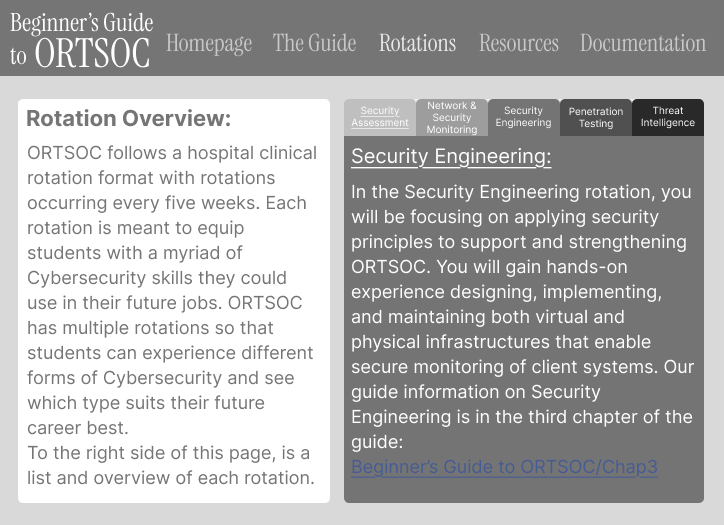 Beginner's Guide
to ORTSOC
Homepage
The Guide
Rotations
Resources
Documentation
Rotation Overview:
ORTSOC follows a hospital clinical
rotation format with rotations
occurring every five weeks. Each
rotation is meant to equip
students with a myriad of
Cybersecurity skills they could
use in their future jobs. ORTSOC
has multiple rotations so that
students can experience different
forms of Cybersecurity and see
which type suits their future
career best.
To the right side of this page, is a
list and overview of each rotation.
Security
Assessment
Network &
Security
Monitoring
Security
Engineering
Penetration
Testing
Threat
Intelligence
Security Engineering:
In the Security Engineering rotation, you
will be focusing on applying security
principles to support and strengthening
ORTSOC. You will gain hands-on
experience designing, implementing,
and maintaining both virtual and
physical infrastructures that enable
secure monitoring of client systems. Our
guide information on Security
Engineering is in the third chapter of the
guide:
Beginner's Guide to ORTSOC/Chap3